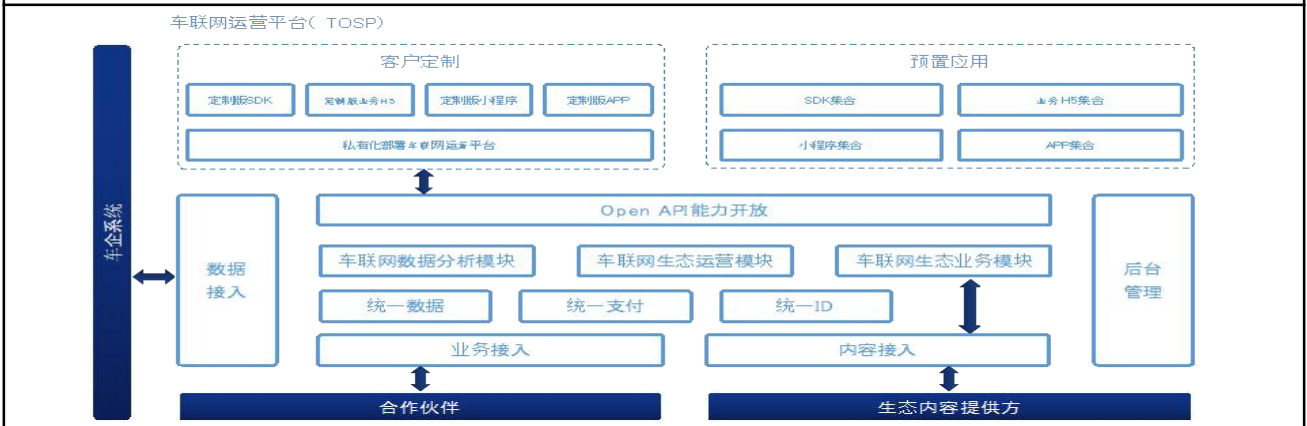 车联网运营平台( TOSP)
客户定制
预置应用
定制版SDK
定制版业务H5
定制版小程序
定制版APP
SDK集合
业务H5集合
私有化部署车联网运营平台
小程序集合
APP集合
车企系统
数据
接入
Open API能力开放
车联网数据分析模块
车联网生态运营模块
车联网生态业务模块
统一数据
统一支付
统一ID
业务接入
内容接入
后台
管理
合作伙伴
生态内容提供方